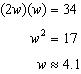 (2w)(w) = 34
w² = 17
w ≈ 4.1